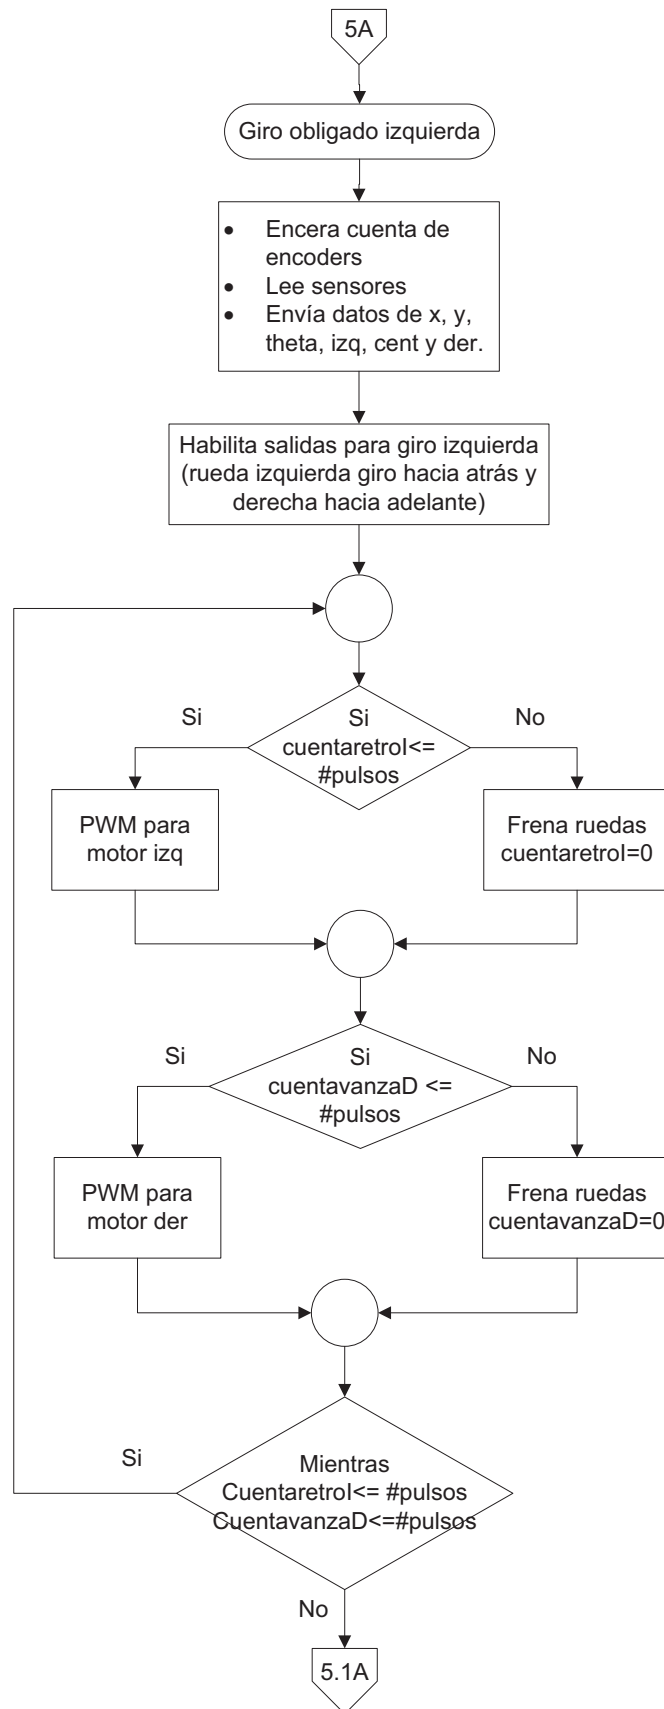 5A
Giro obligado izquierda
• Encera cuenta de
encoders
• Lee sensores
• Envía datos de x, y,
theta, izq, cent y der.
Habilita salidas para giro izquierda
(rueda izquierda giro hacia atrás y
derecha hacia adelante)
Si
Si
cuentaretroI<=
#pulsos
No
PWM para
motor izq
Frena ruedas
cuentaretroI=0
Si
Si
cuentavanzaD <=
#pulsos
No
PWM para
motor der
Frena ruedas
cuentavanzaD=0
Si
Mientras
CuentaretroI<= #pulsos
CuentavanzaD<=#pulsos
No
5.1A